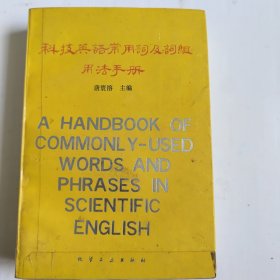 科技英语常用词及词组
用法手册
唐贤镕 主编
A HANDBOOK OF
COMMONLY-USED
WORDS AND
PHRASES IN
SCIENTIFIC
ENGLISH
化学工业出版社